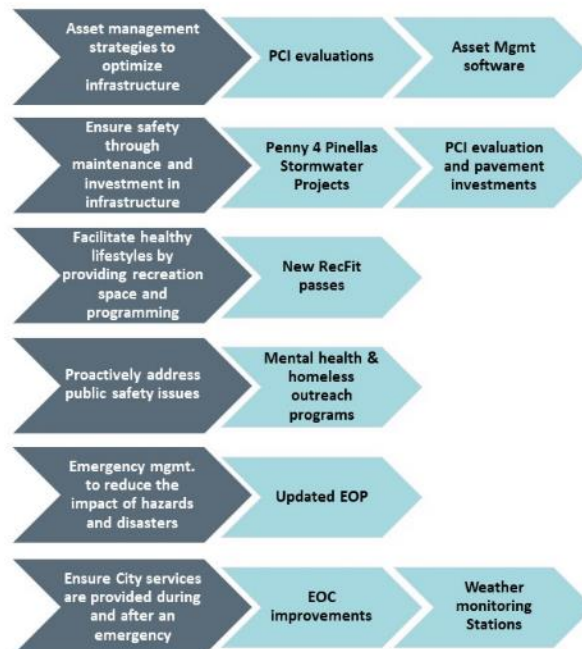 Asset management
strategies to
optimize
infrastructure
PCI evaluations
Asset Mgmt
software
Ensure safety
through
maintenance and
investment in
infrastructure
Penny 4 Pinellas
Stormwater
Projects
PCI evaluation
and pavement
investments
Facilitate healthy
lifestyles by
providing recreation
space and
programming
New RecFit
passes
Proactively address
public safety issues
Mental health &
homeless
outreach
programs
Emergency mgmt.
to reduce the
impact of hazards
and disasters
Updated EOP
Ensure City services
are provided during
and after an
emergency
EOC
improvements
Weather
monitoring
Stations